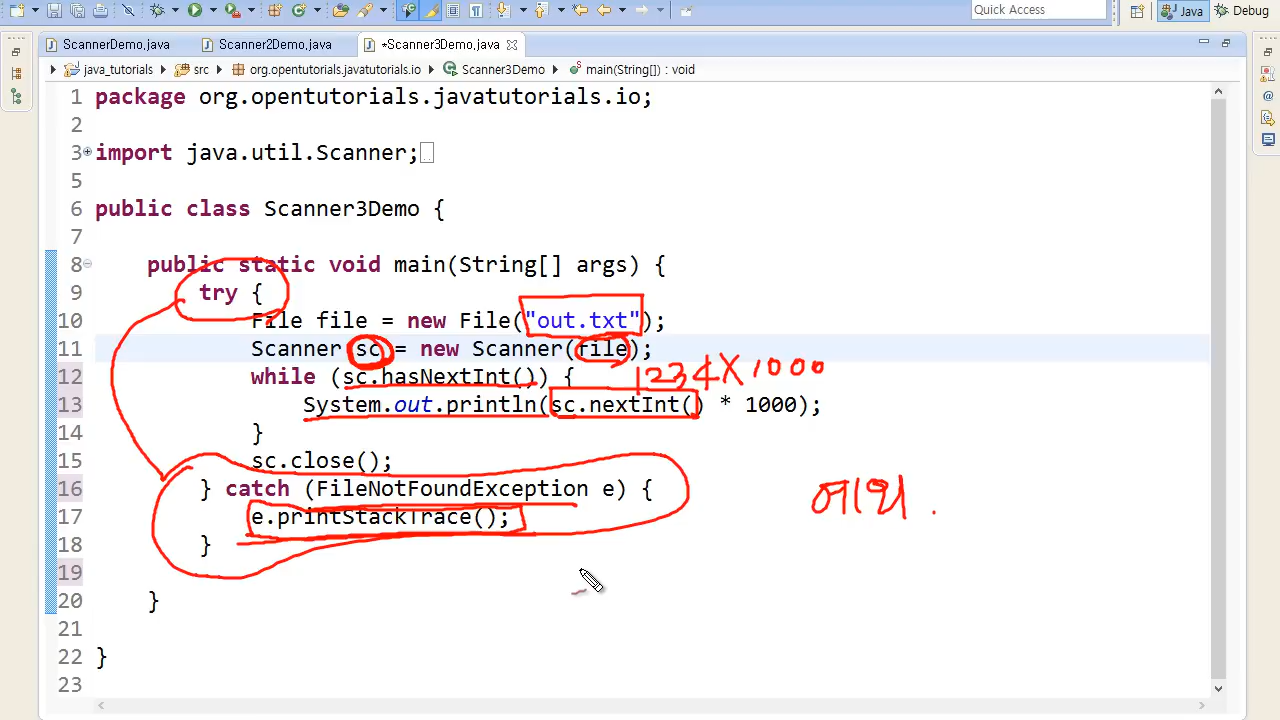 Quick Access
Java
Debug
ScannerDemo.java
Scanner2Demo.java
*Scanner3Demo.java
java_tutorials
src
org.opentutorials.javatutorials.io
Scanner3Demo
main(String[]) : void
1 package org.opentutorials.javatutorials.io;
2
3 import java.util.Scanner;
5
6 public class Scanner3Demo {
7
8 public static void main(String[] args) {
9 try {
10 File file = new File("out.txt");
11 Scanner sc = new Scanner(file);
12 while (sc.hasNextInt()) {
1234X1000
13 System.out.println(sc.nextInt() * 1000);
14 }
15 sc.close();
16 } catch (FileNotFoundException e) {
예외.
17 e.printStackTrace();
18 }
19
20 }
21
22 }
23